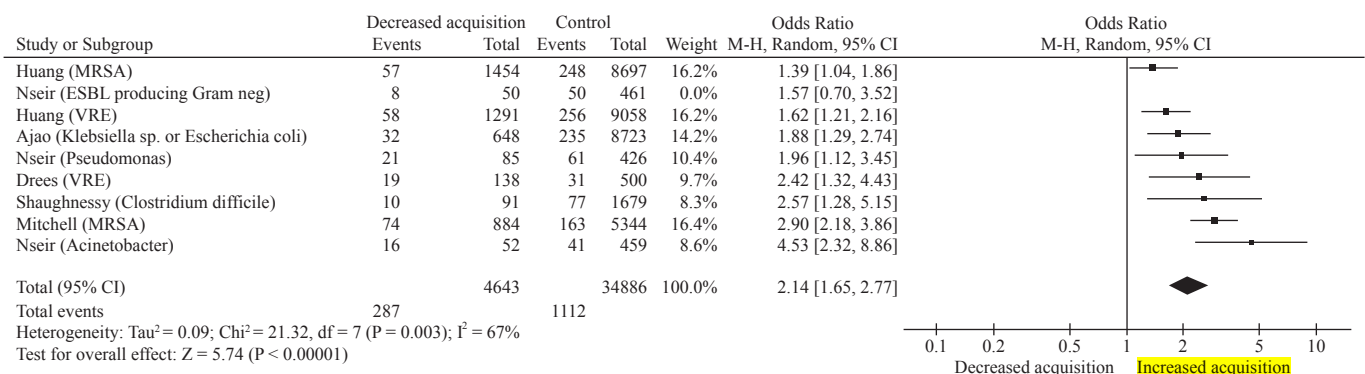 Decreased acquisition Control Odds Ratio Odds Ratio
Study or Subgroup Events Total Events Total Weight M-H, Random, 95% CI M-H, Random, 95% CI
Huang (MRSA) 57 1454 248 8697 16.2% 1.39 [1.04, 1.86]
Nseir (ESBL producing Gram neg) 8 50 50 461 0.0% 1.57 [0.70, 3.52]
Huang (VRE) 58 1291 256 9058 16.2% 1.62 [1.21, 2.16]
Ajao (Klebsiella sp. or Escherichia coli) 32 648 235 8723 14.2% 1.88 [1.29, 2.74]
Nseir (Pseudomonas) 21 85 61 426 10.4% 1.96 [1.12, 3.45]
Drees (VRE) 19 138 31 500 9.7% 2.42 [1.32, 4.43]
Shaughnessy (Clostridium difficile) 10 91 77 1679 8.3% 2.57 [1.28, 5.15]
Mitchell (MRSA) 74 884 163 5344 16.4% 2.90 [2.18, 3.86]
Nseir (Acinetobacter) 16 52 41 459 8.6% 4.53 [2.32, 8.86]
Total (95% CI) 4643 34886 100.0% 2.14 [1.65, 2.77]
Total events 287 1112
Heterogeneity: Tau² = 0.09; Chi² = 21.32, df = 7 (P = 0.003); I² = 67%
Test for overall effect: Z = 5.74 (P < 0.00001)
0.1 0.2 0.5 1 2 5 10
Decreased acquisition Increased acquisition